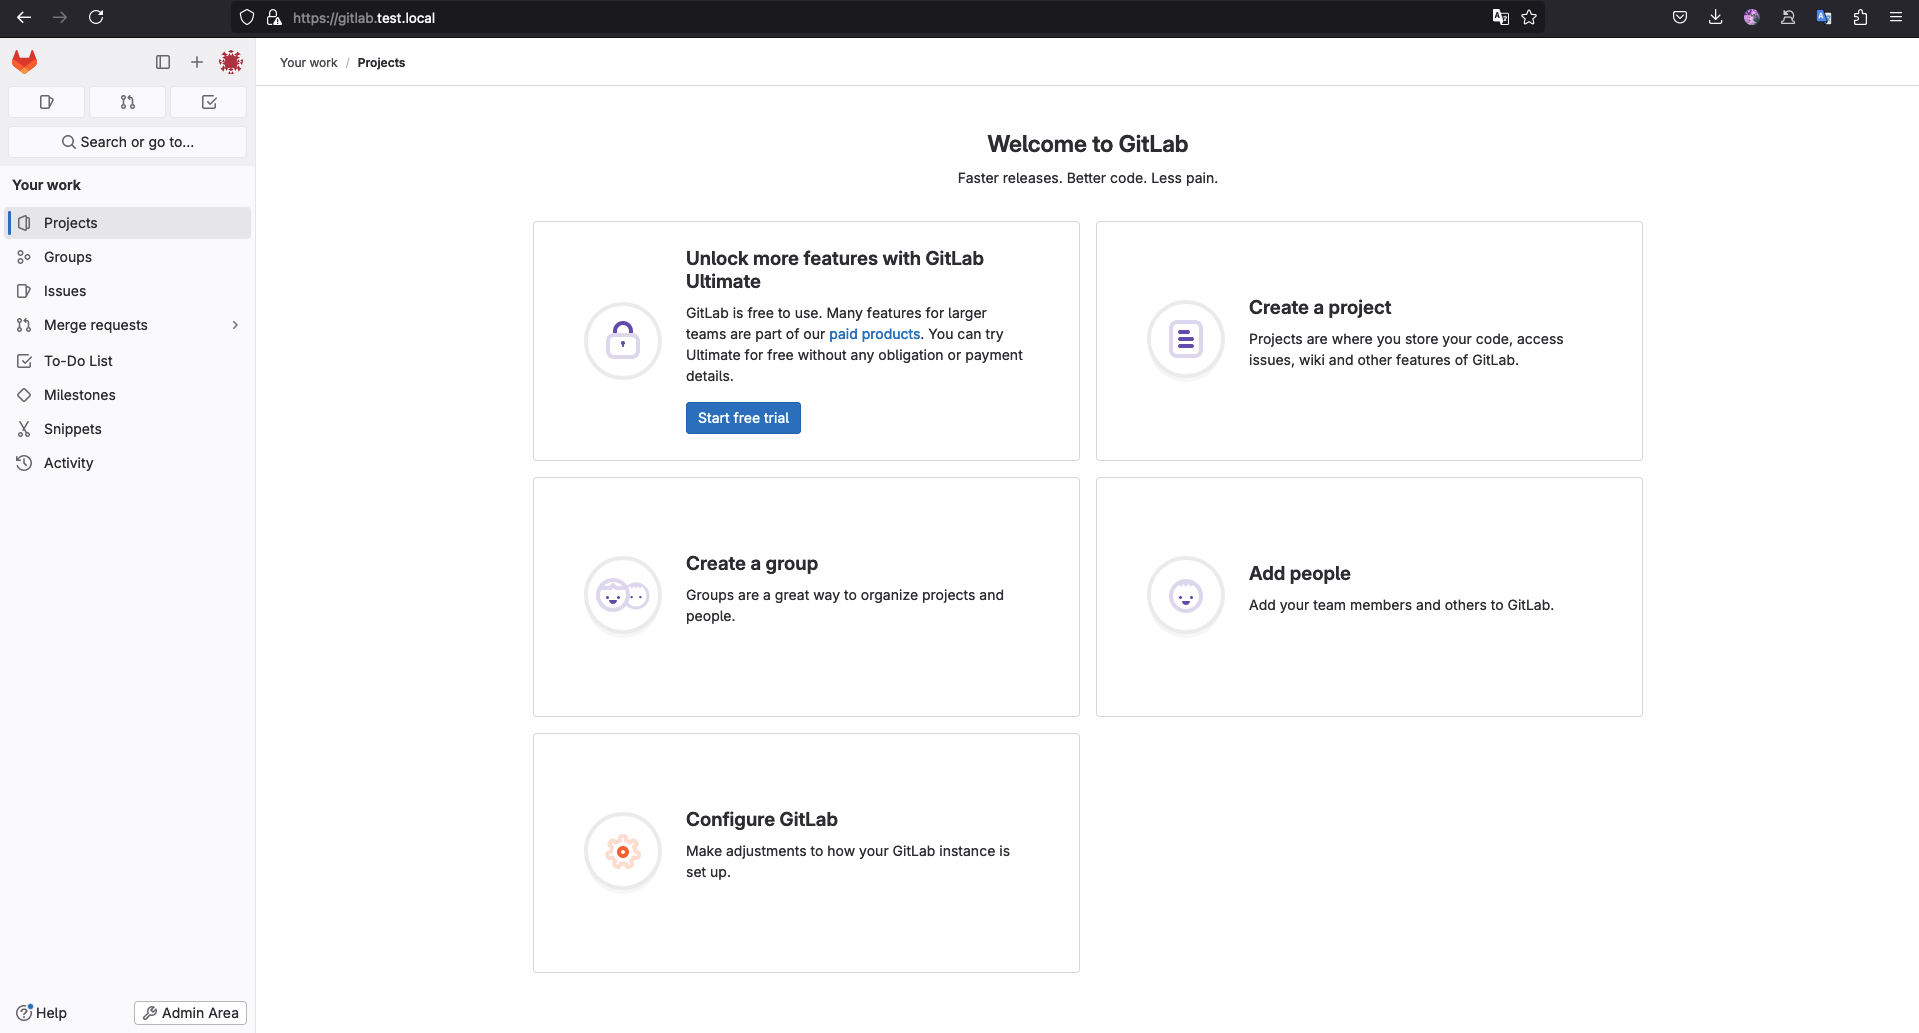 https://gitlab.test.local
Your work / Projects
Search or go to...
Your work
Projects
Groups
Issues
Merge requests
To-Do List
Milestones
Snippets
Activity
Help
Admin Area
Welcome to GitLab
Faster releases. Better code. Less pain.
Unlock more features with GitLab
Ultimate
GitLab is free to use. Many features for larger
teams are part of our paid products. You can try
Ultimate for free without any obligation or payment
details.
Start free trial
Create a project
Projects are where you store your code, access
issues, wiki and other features of GitLab.
Create a group
Groups are a great way to organize projects and
people.
Add people
Add your team members and others to GitLab.
Configure GitLab
Make adjustments to how your GitLab instance is
set up.